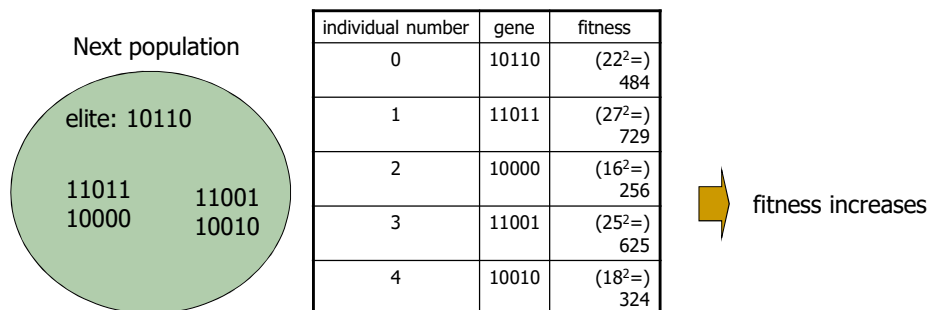 Next population
elite: 10110
11011
10000
11001
10010
individual number gene fitness
0 10110 (22²=)
484
1 11011 (27²=)
729
2 10000 (16²=)
256
3 11001 (25²=)
625
4 10010 (18²=)
324
fitness increases